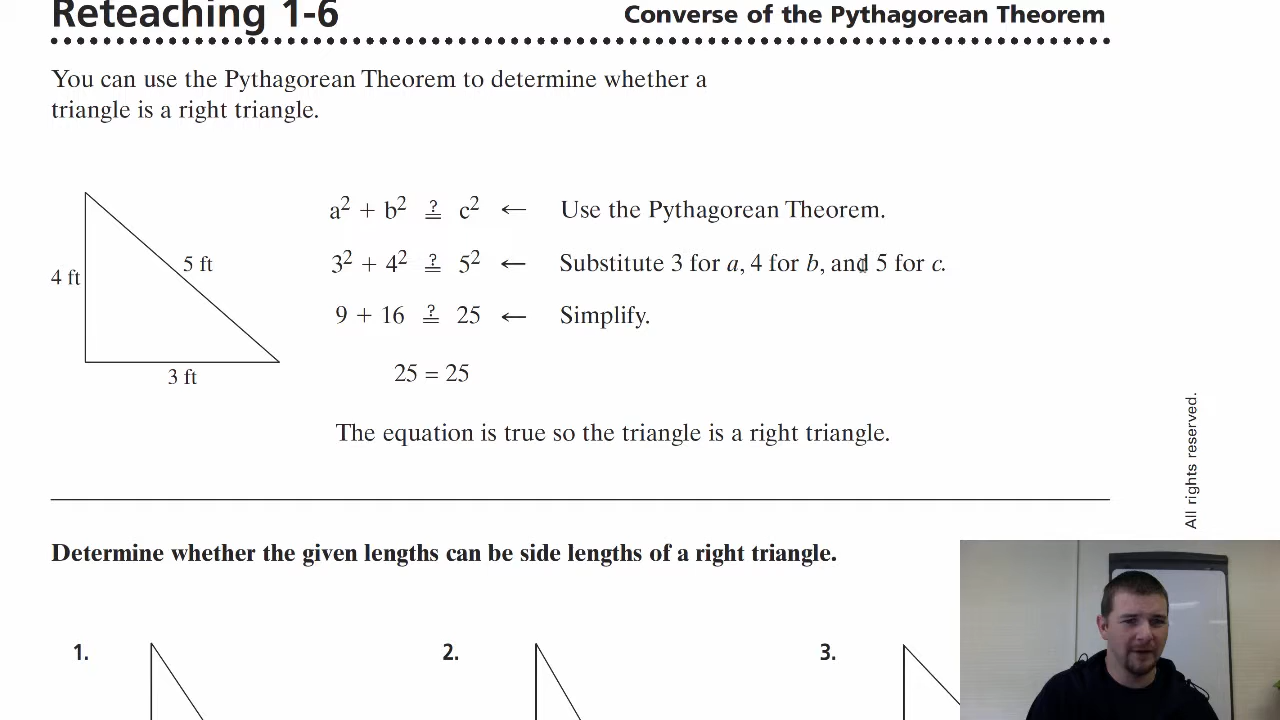 Reteaching 1-6
Converse of the Pythagorean Theorem
You can use the Pythagorean Theorem to determine whether a
triangle is a right triangle.
4 ft
5 ft
3 ft
a² + b² ≟ c² ← Use the Pythagorean Theorem.
3² + 4² ≟ 5² ← Substitute 3 for a, 4 for b, and 5 for c.
9 + 16 ≟ 25 ← Simplify.
25 = 25
The equation is true so the triangle is a right triangle.
All rights reserved.
Determine whether the given lengths can be side lengths of a right triangle.
1.
2.
3.